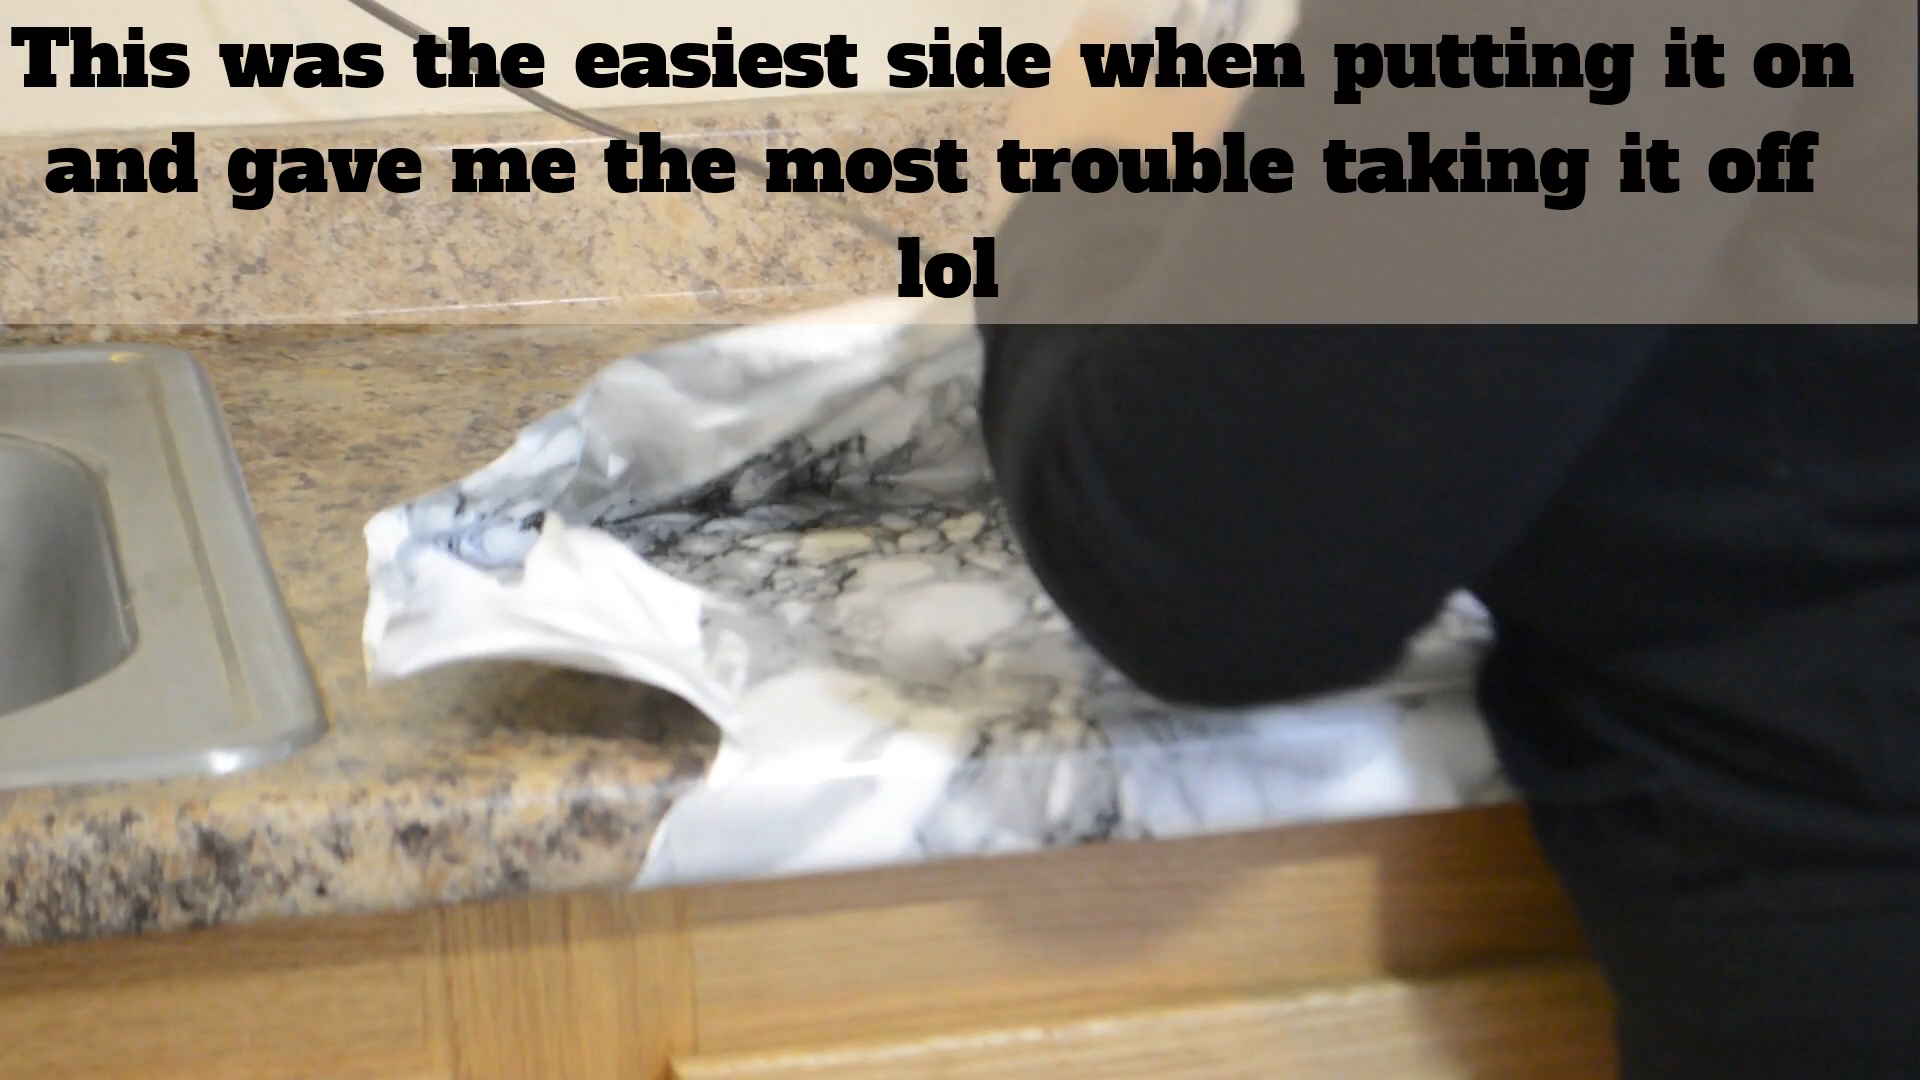 This was the easiest side when putting it on
and gave me the most trouble taking it off
lol